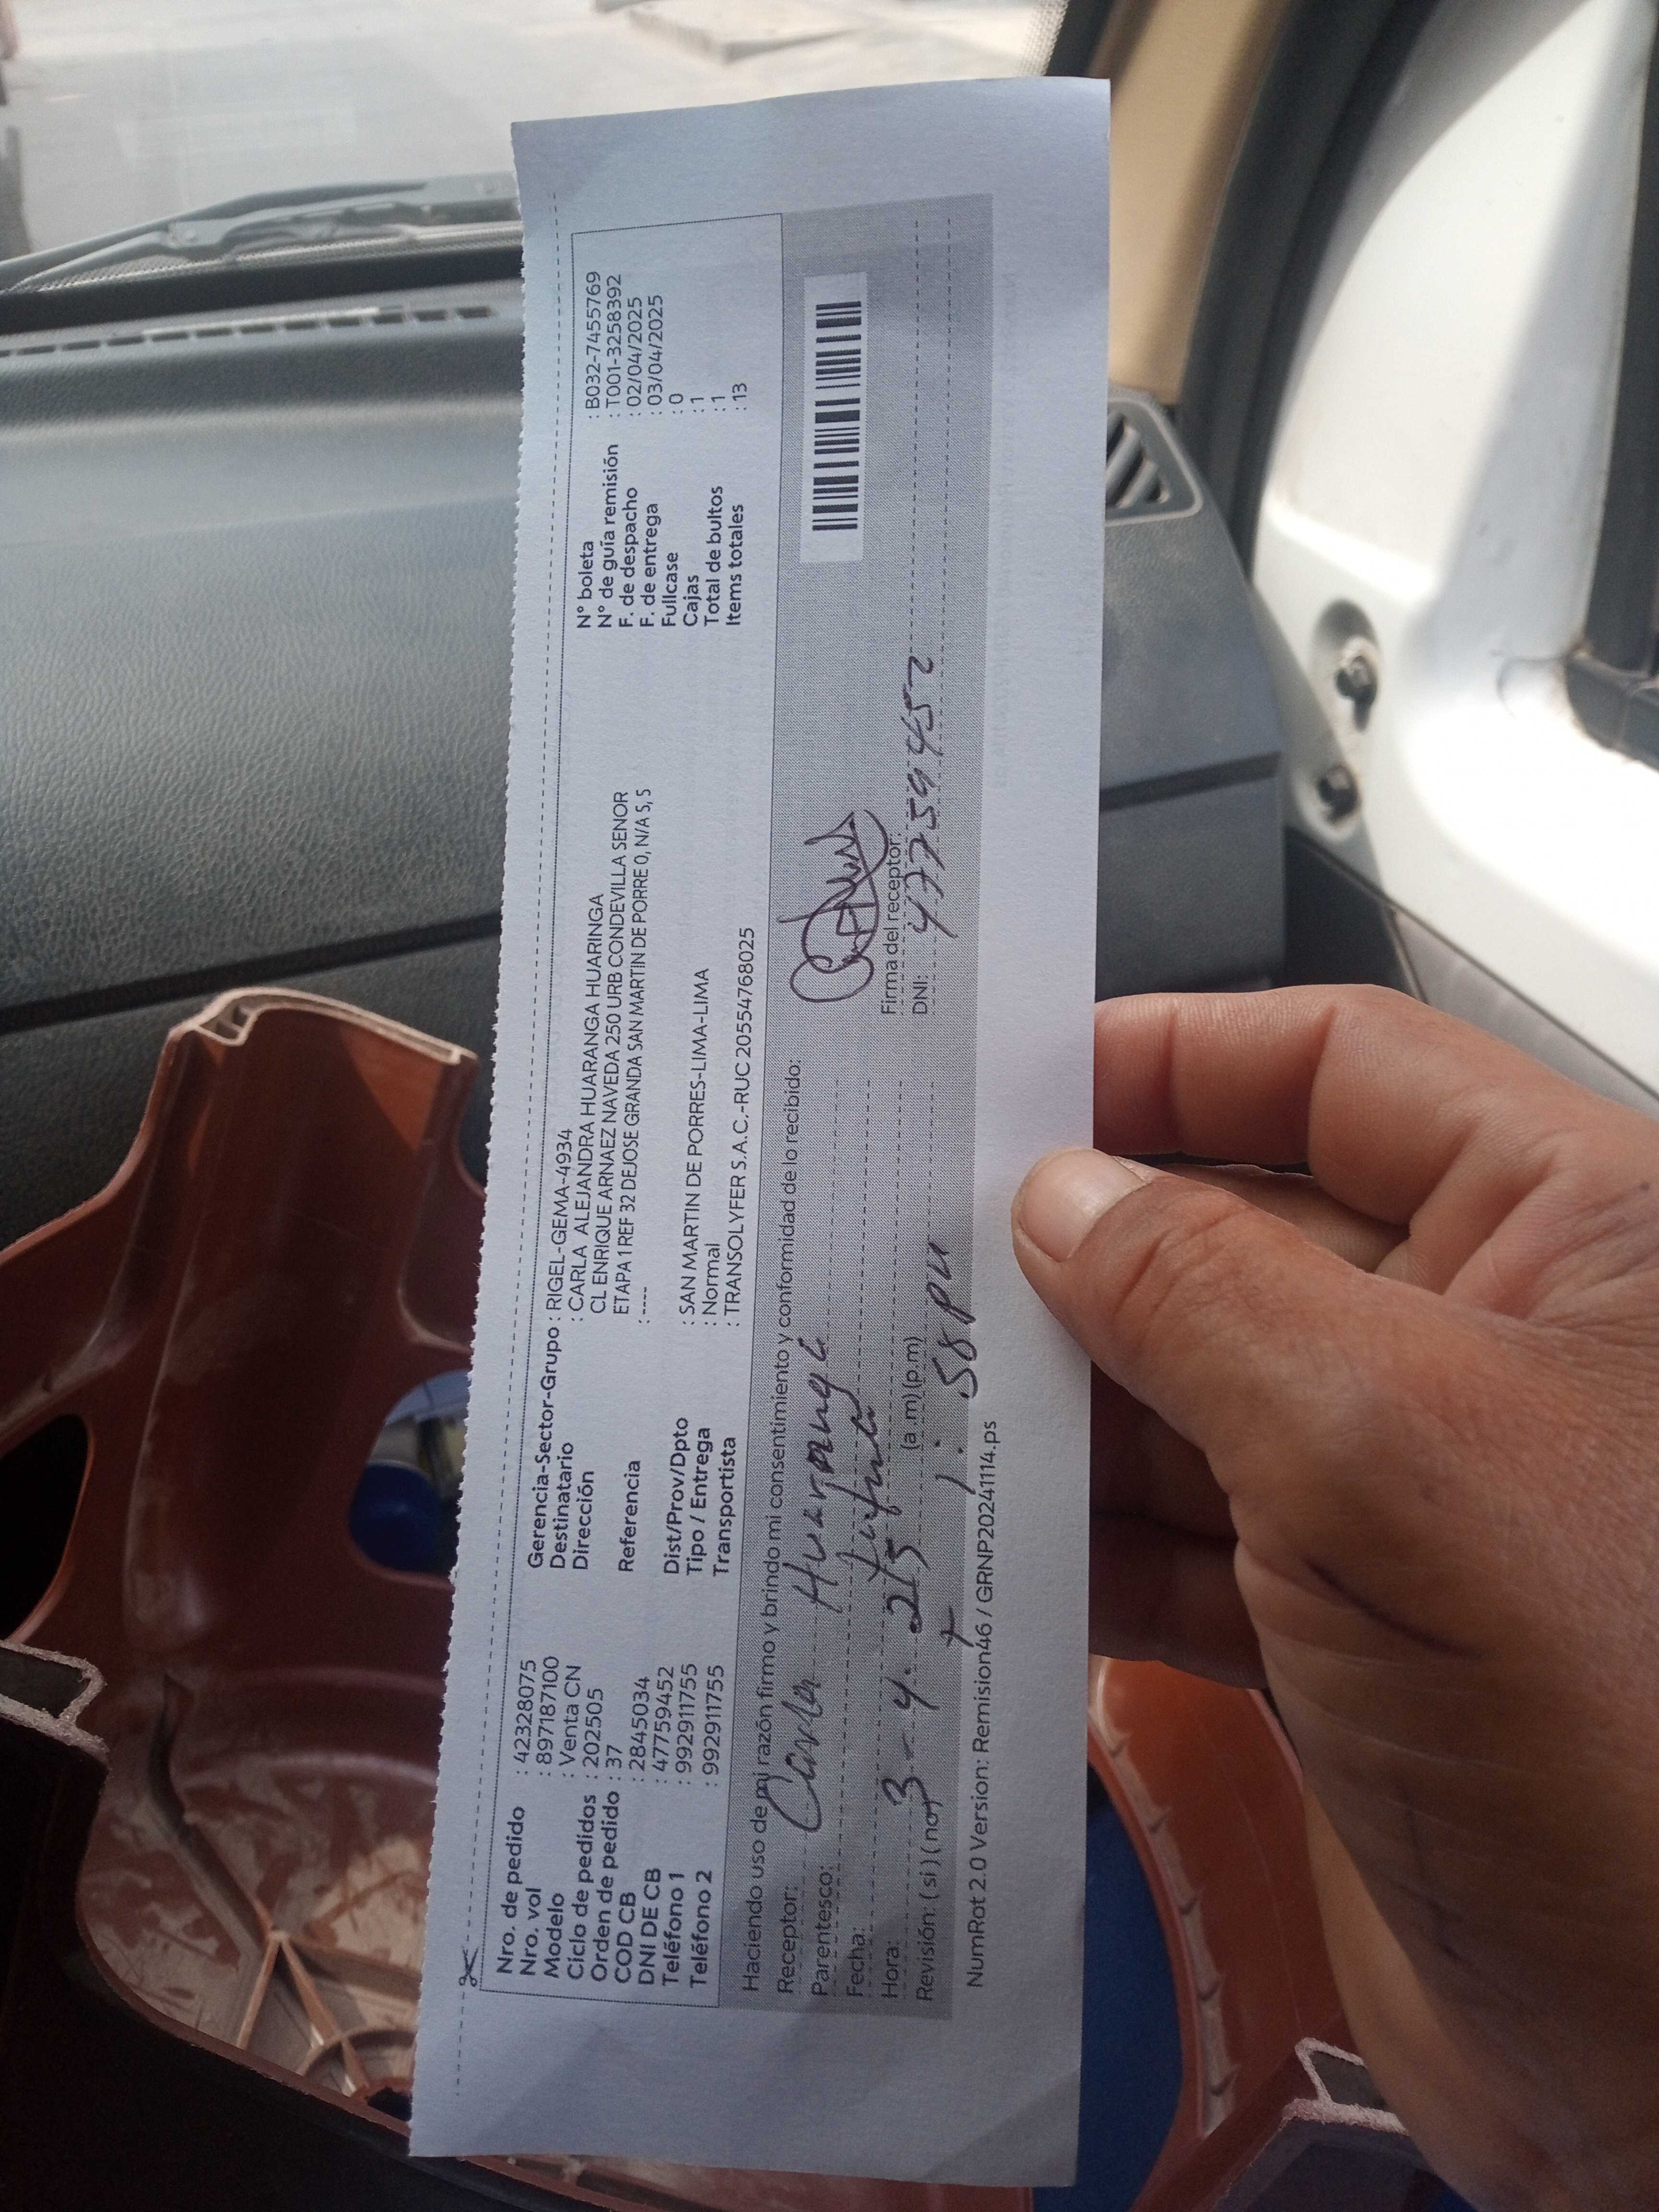 Nro. de pedido : 42328075
Nro. vol : 897187100
Modelo : Venta CN
Ciclo de pedidos : 202505
Orden de pedido : 37
COD CB : 2845034
DNI DE CB : 47759452
Teléfono 1 : 992911755
Teléfono 2 : 992911755
Gerencia-Sector-Grupo : RIGEL-GEMA-4934
Destinatario : CARLA ALEJANDRA HUARANGA HUARINGA
Dirección CL ENRIQUE ARNAEZ NAVEDA 250 URB CONDEVILLA SENOR
ETAPA 1 REF 32 DEJOSE GRANDA SAN MARTIN DE PORRE 0, N/A S, S
Referencia : ----
Dist/Prov/Dpto : SAN MARTIN DE PORRES-LIMA-LIMA
Tipo / Entrega : Normal
Transportista : TRANSOLYFER S.A.C.-RUC 20554768025
N° boleta : B032-7455769
N° de guía remisión : T001-3258392
F. de despacho : 02/04/2025
F. de entrega : 03/04/2025
Fullcase : 0
Cajas : 1
Total de bultos : 1
Items totales : 13
Haciendo uso de mi razón firmo y brindo mi consentimiento y conformidad de lo recibido:
Receptor: Carla Huaranga
Parentesco: titular
Fecha: 3-4-25
Hora: 1:58 pm (a.m) (p.m)
Revisión: (si) (no)
Firma del receptor:
DNI: 47759452
NumRot 2.0 Version: Remision46 / GRNP20241114.ps